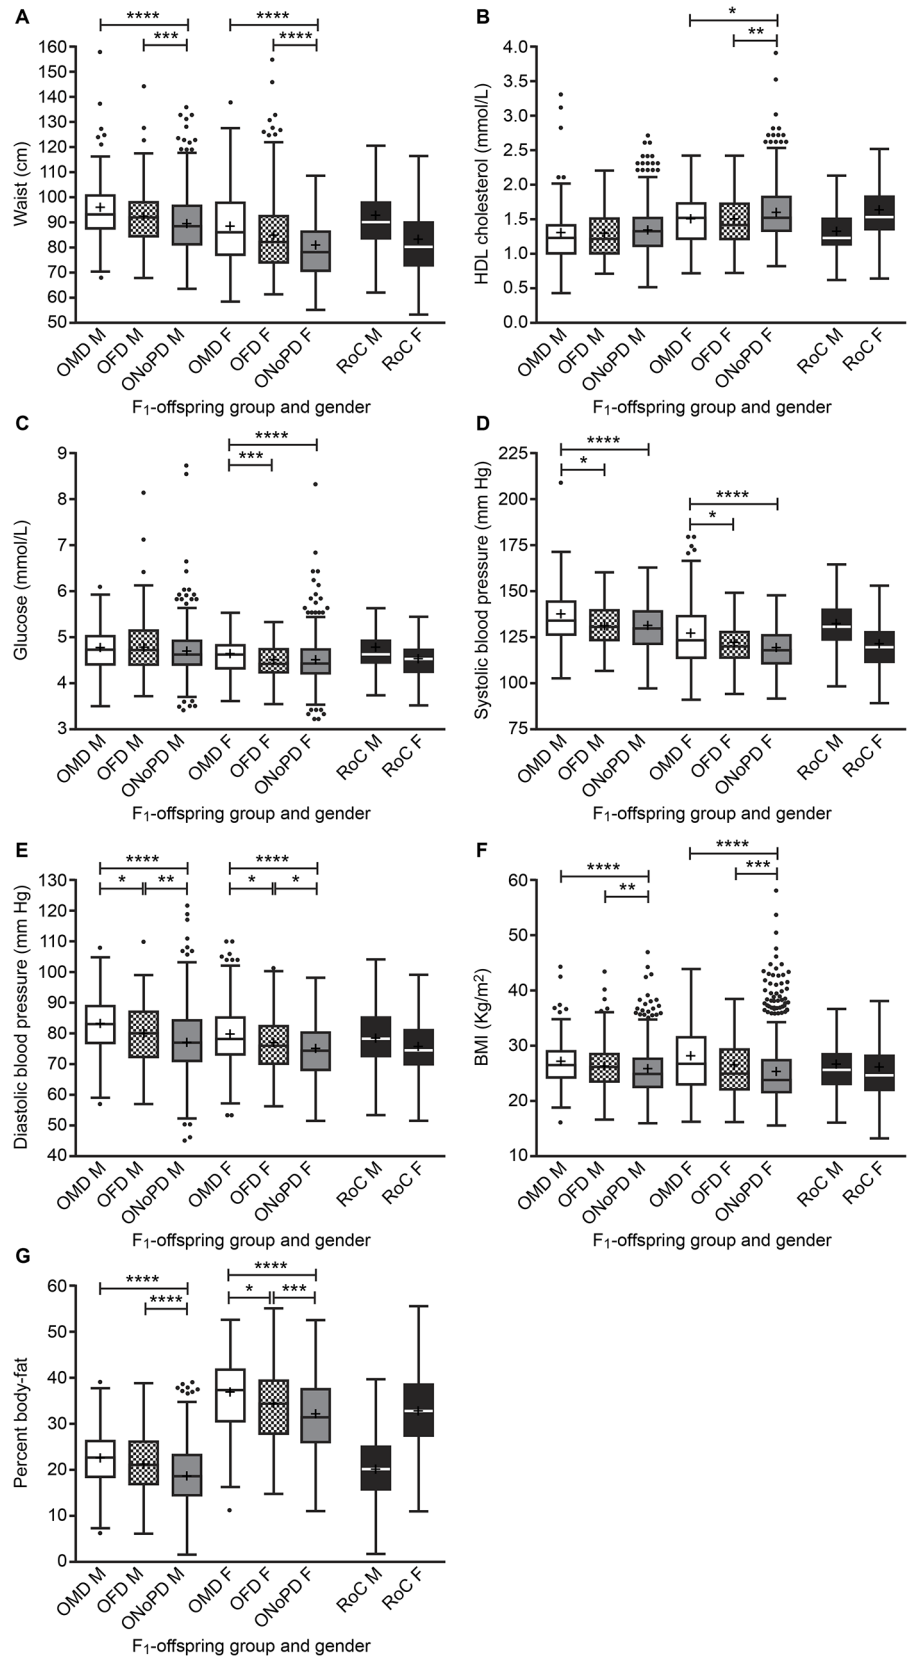 A
**** ****
*** ****
160
150
140
130
120
110
100
90
80
70
60
50
Waist (cm)
OMD M
OFD M
ONoPD M
OMD F
OFD F
ONoPD F
RoC M
RoC F
F1-offspring group and gender
B
*
**
4.0
3.5
3.0
2.5
2.0
1.5
1.0
0.5
0.0
HDL cholesterol (mmol/L)
OMD M
OFD M
ONoPD M
OMD F
OFD F
ONoPD F
RoC M
RoC F
F1-offspring group and gender
C
****
***
9
8
7
6
5
4
3
Glucose (mmol/L)
OMD M
OFD M
ONoPD M
OMD F
OFD F
ONoPD F
RoC M
RoC F
F1-offspring group and gender
D
****
*
****
*
225
200
175
150
125
100
75
Systolic blood pressure (mm Hg)
OMD M
OFD M
ONoPD M
OMD F
OFD F
ONoPD F
RoC M
RoC F
F1-offspring group and gender
E
**** ****
* ** * *
130
120
110
100
90
80
70
60
50
40
Diastolic blood pressure (mm Hg)
OMD M
OFD M
ONoPD M
OMD F
OFD F
ONoPD F
RoC M
RoC F
F1-offspring group and gender
F
****
**
****
***
60
50
40
30
20
10
BMI (Kg/m2)
OMD M
OFD M
ONoPD M
OMD F
OFD F
ONoPD F
RoC M
RoC F
F1-offspring group and gender
G
****
****
****
* ***
60
50
40
30
20
10
0
Percent body-fat
OMD M
OFD M
ONoPD M
OMD F
OFD F
ONoPD F
RoC M
RoC F
F1-offspring group and gender